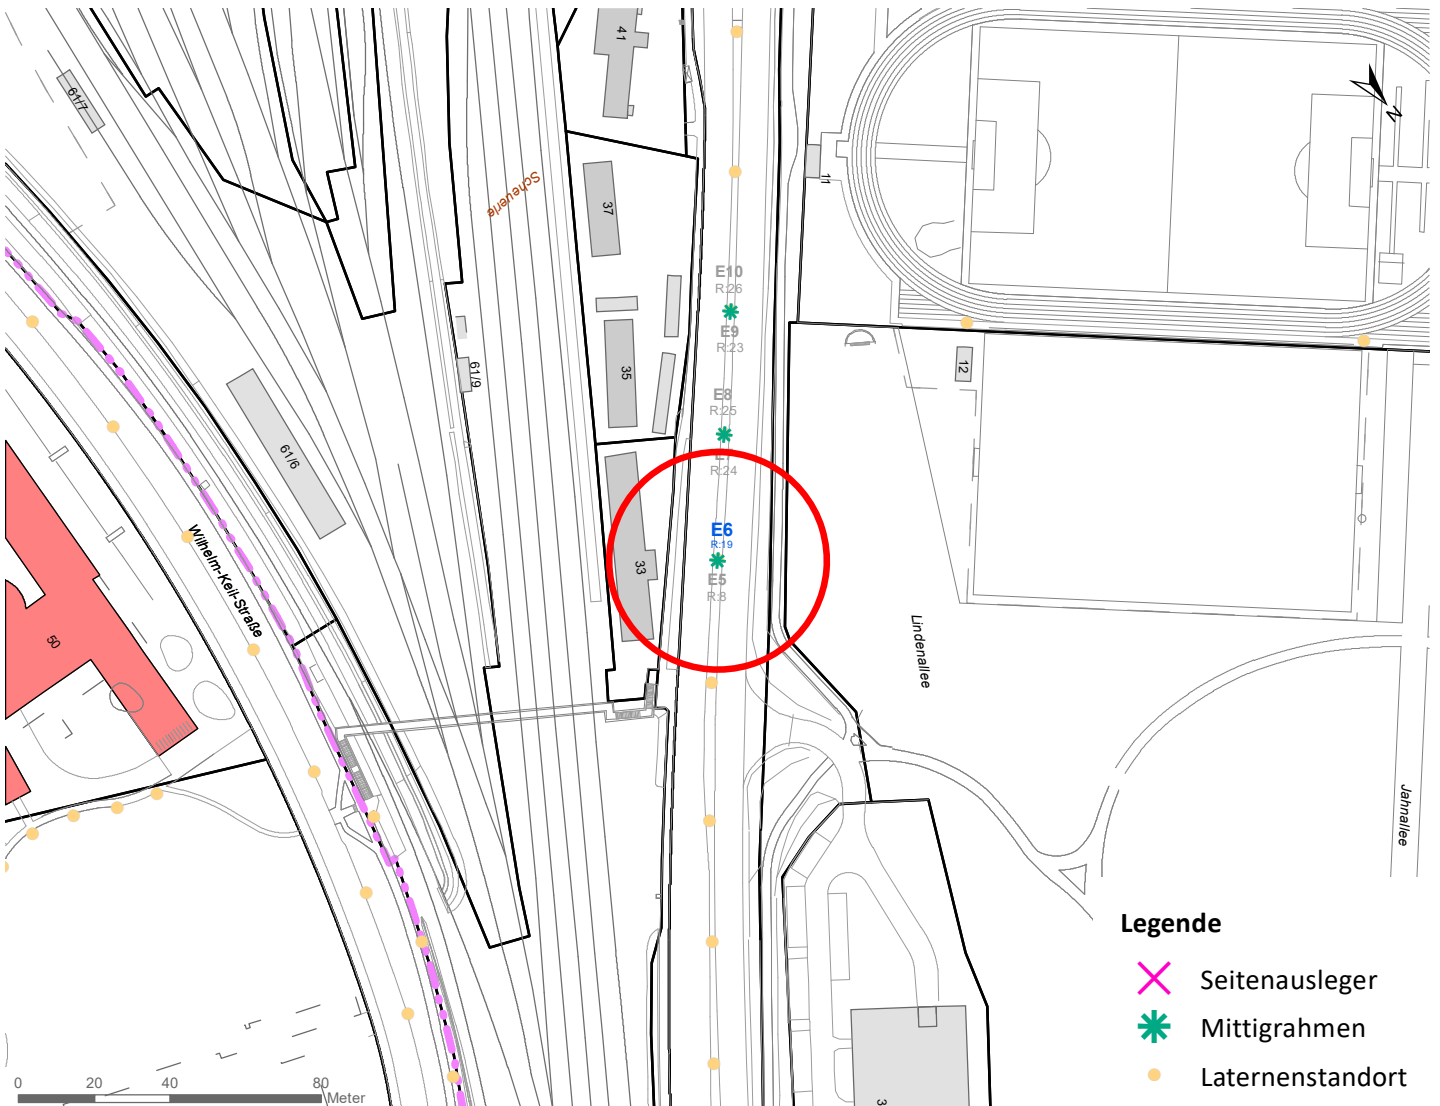 41
61/7
Scheuerle
N
11
37
E10
R:26
E9
R:23
12
35
61/9
E8
R:25
R:24
61/6
E6
R:19
33
E5
R:8
Wilhelm-Keil-Straße
50
Lindenallee
Jahnallee
Legende
Seitenausleger
Mittigrahmen
Laternenstandort
0 20 40 80
Meter
3